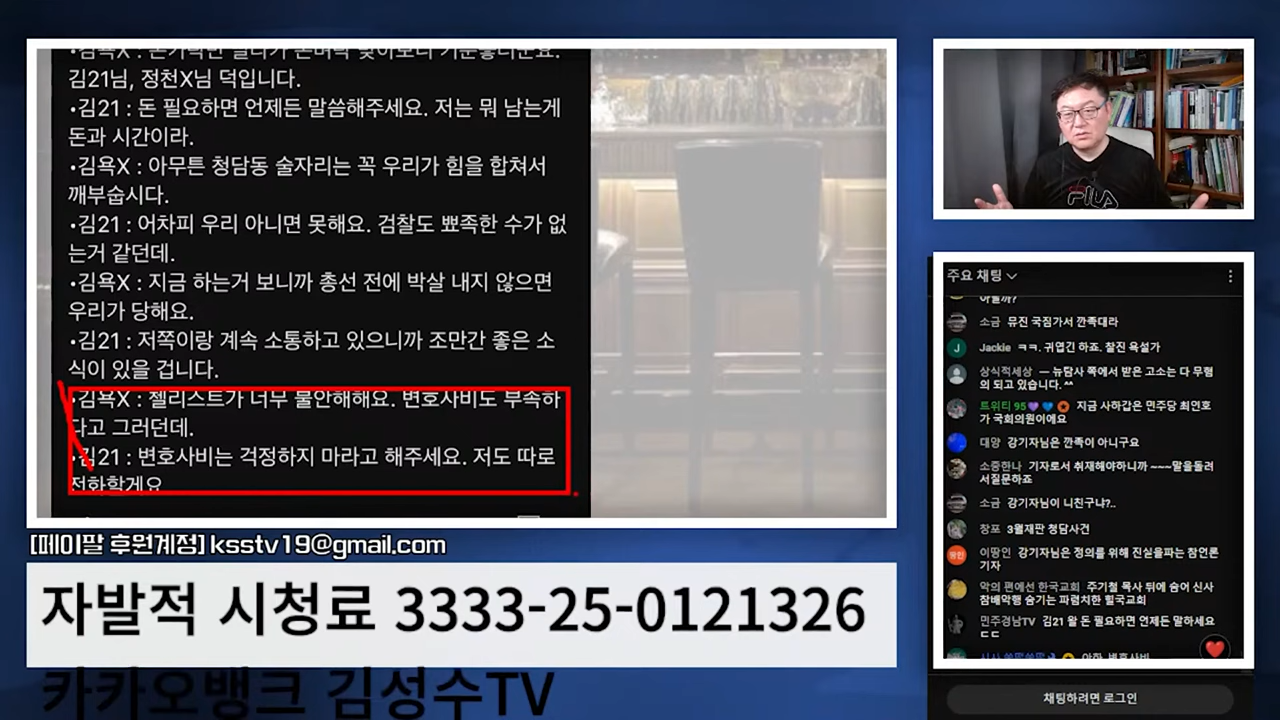 김21님, 정천X님 덕입니다.
•김21 : 돈 필요하면 언제든 말씀해주세요. 저는 뭐 남는게
돈과 시간이라.
•김욕X : 아무튼 청담동 술자리는 꼭 우리가 힘을 합쳐서
깨부숩시다.
•김21 : 어차피 우리 아니면 못해요. 검찰도 뾰족한 수가 없
는거 같던데.
•김욕X : 지금 하는거 보니까 총선 전에 박살 내지 않으면
우리가 당해요.
•김21 : 저쪽이랑 계속 소통하고 있으니까 조만간 좋은 소
식이 있을 겁니다.
•김욕X : 첼리스트가 너무 불안해해요. 변호사비도 부족하
다고 그러던데.
•김21 : 변호사비는 걱정하지 마라고 해주세요. 저도 따로
전화할게요
[페이팔 후원계정] ksstv19@gmail.com
자발적 시청료 3333-25-0121326
카카오뱅크 김성수TV
FILA
주요 채팅
소금 뮤진 국짐가서 깐족대라
J Jackie ㅋㅋ. 귀엽긴 하죠. 찰진 욕설가
상식적세상 ㅡ 뉴탐사 쪽에서 받은 고소는 다 무혐
의 되고 있습니다. ^^
트위티 95 지금 사하갑은 민주당 최인호
가 국회의원이에요
대양 강기자님은 깐족이 아니구요
소중한나 기자로서 취재해야하니까 ~~~말을돌러
서질문하죠
소금 강기자님이 니친구냐?..
창포 3월재판 청담사건
이땅인 강기자님은 정의를 위해 진실을파는 참언론
기자
악의 편에선 한국교회 주기철 목사 뒤에 숨어 신사
참배악행 숨기는 파렴치한 헬국교회
민주경남TV 김21 왈 돈 필요하면 언제든 말하세요
ㄷㄷ
채팅하려면 로그인